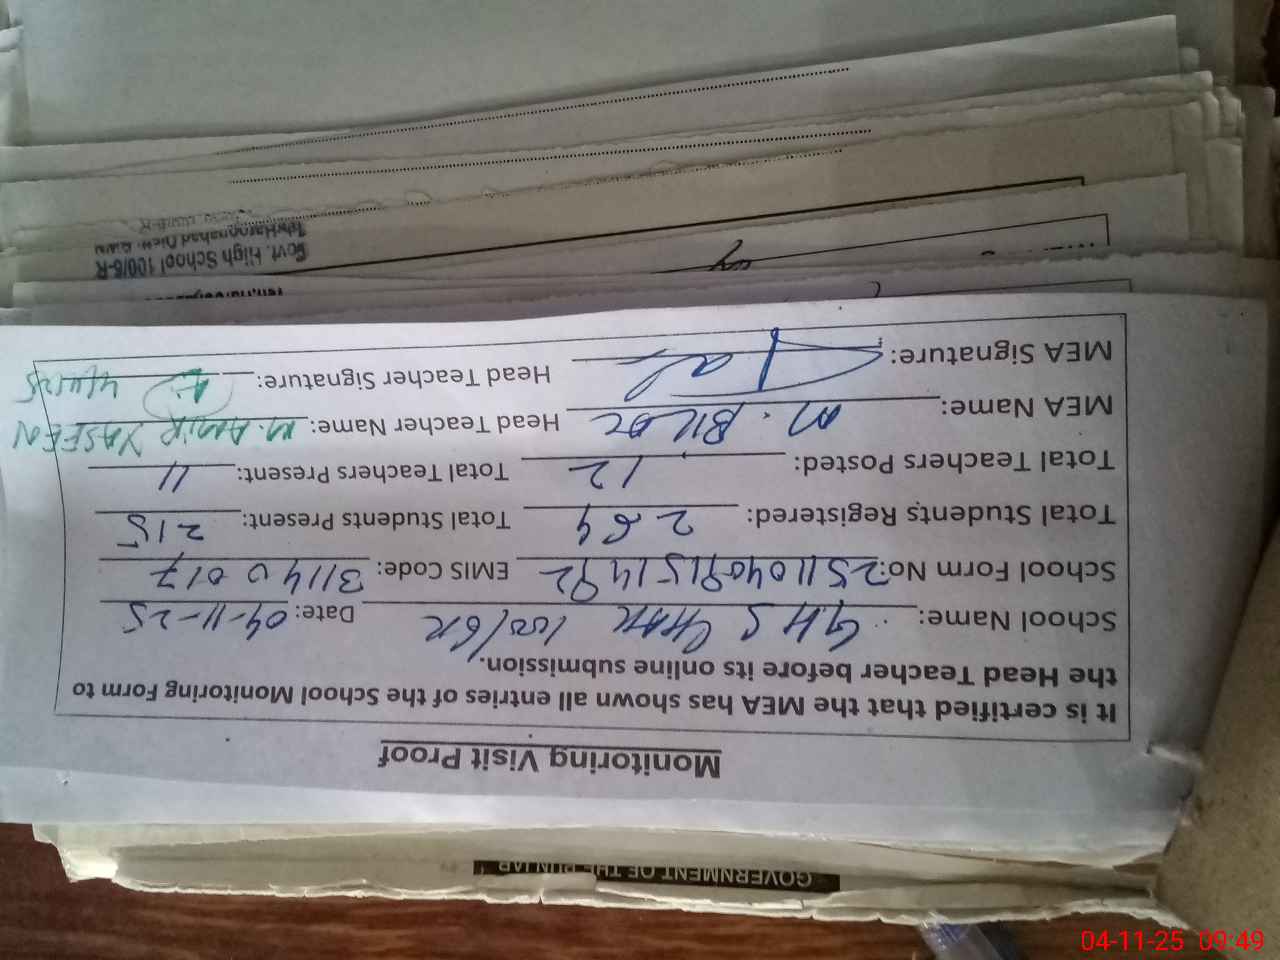 Monitoring Visit Proof
It is certified that the MEA has shown all entries of the School Monitoring Form to
the Head Teacher before its online submission.
School Name: G.H.S 100/6R Date: 04-11-25
School Form No: EMIS Code: 31140017
Total Students Registered: 264 Total Students Present: 215
Total Teachers Posted: 12 Total Teachers Present: 11
MEA Name: M. Head Teacher Name: M. AMIR YASEEN
MEA Signature: Head Teacher Signature: 4/11/25
Govt. High School 100/6-R
GOVERNMENT OF THE PUNJAB
04-11-25 09:49